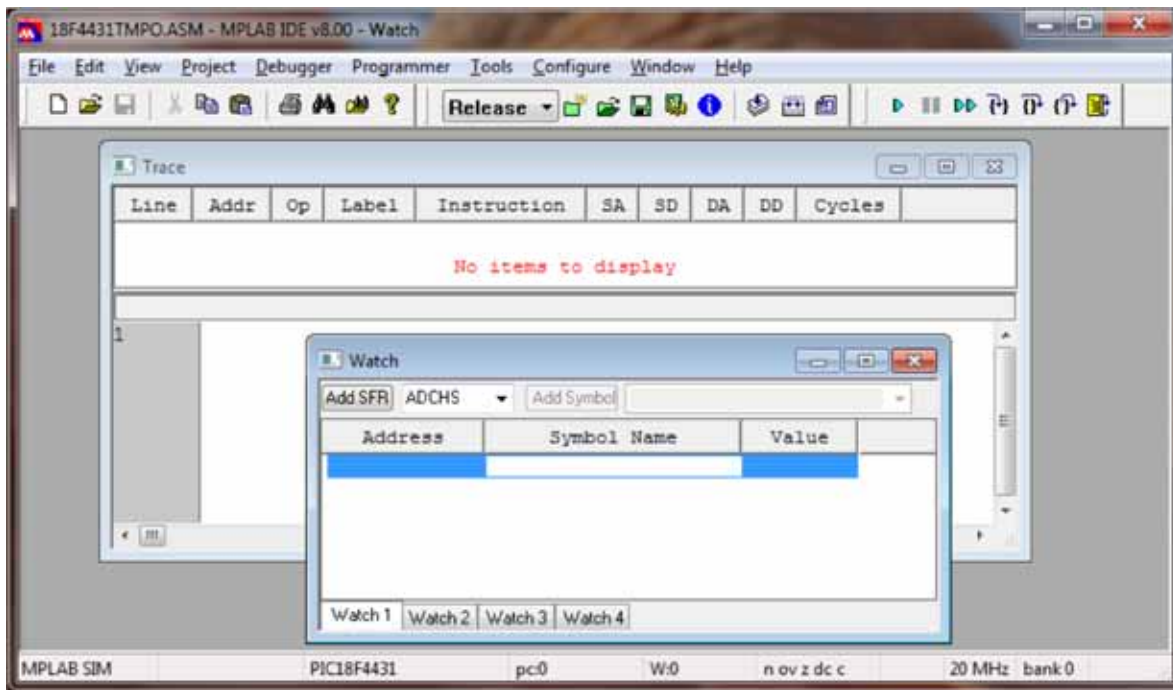 18F4431TMPO.ASM - MPLAB IDE v8.00 - Watch
File Edit View Project Debugger Programmer Tools Configure Window Help
Release
Trace
Line Addr Op Label Instruction SA SD DA DD Cycles
No items to display
1
Watch
Add SFR ADCHS Add Symbol
Address Symbol Name Value
Watch 1 Watch 2 Watch 3 Watch 4
MPLAB SIM PIC18F4431 pc:0 W:0 n ov z dc c 20 MHz bank 0